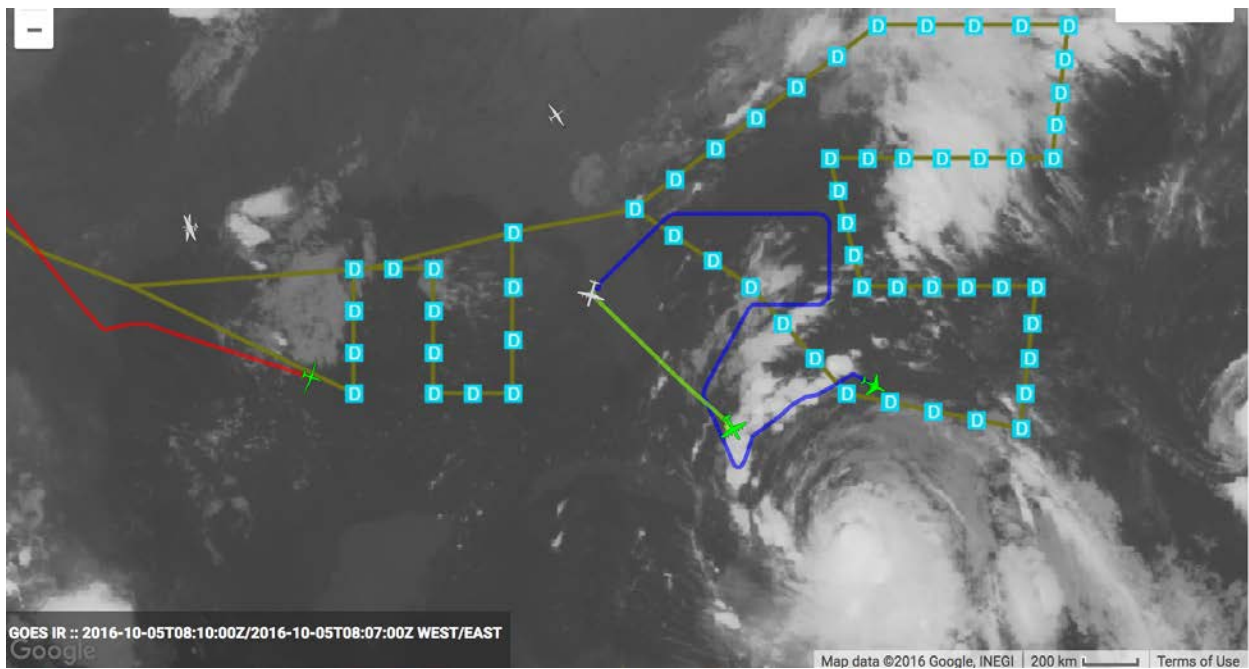 D D D D D
D D
D D
D D
D
D D D D D D D
D D
D D
D D
D D D D D
D D D D D D D D
D D D D
D D D D D
D D D D D D D
D D D
GOES IR :: 2016-10-05T08:10:00Z/2016-10-05T08:07:00Z WEST/EAST
Google
Map data ©2016 Google, INEGI 200 km Terms of Use